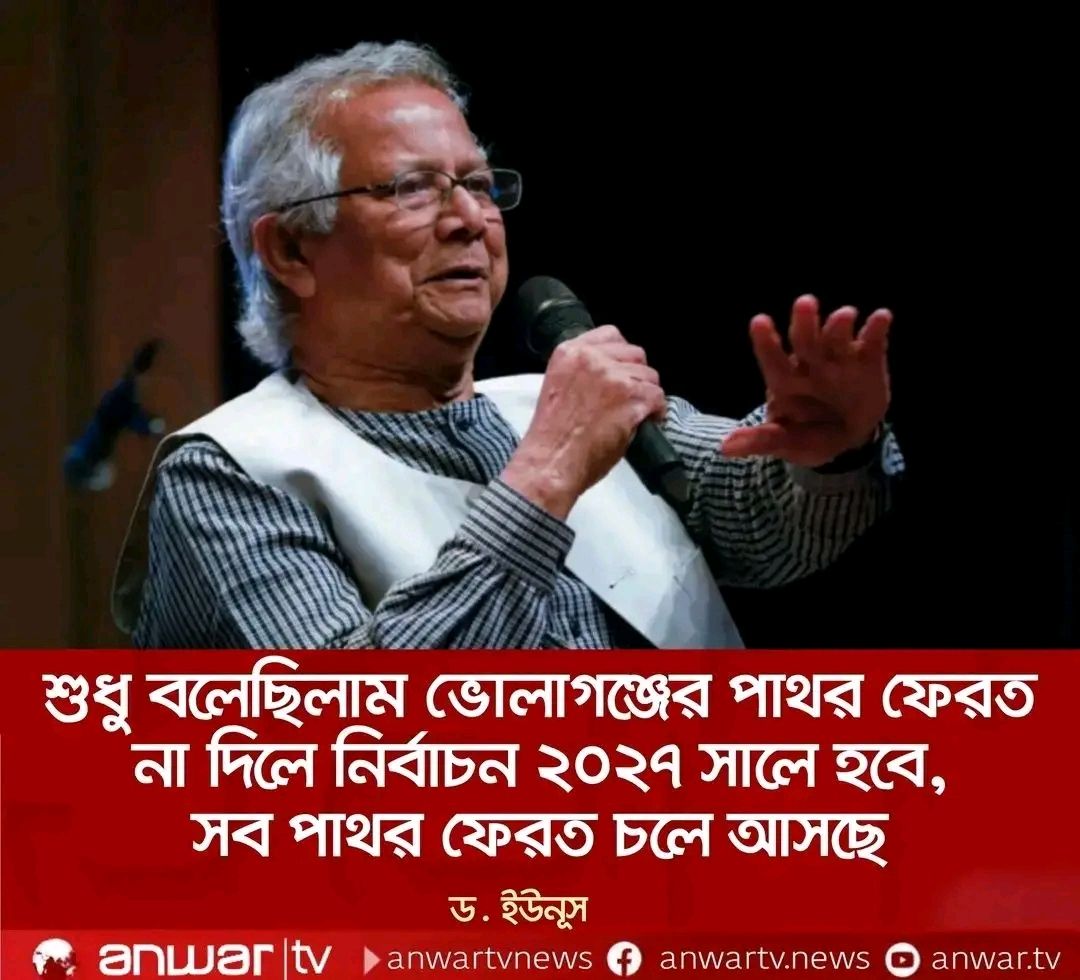 শুধু বলেছিলাম ভোলাগঞ্জের পাথর ফেরত
না দিলে নির্বাচন ২০২৭ সালে হবে,
সব পাথর ফেরত চলে আসছে
ড. ইউনূস
anwar tv anwartvnews anwartv.news anwar.tv